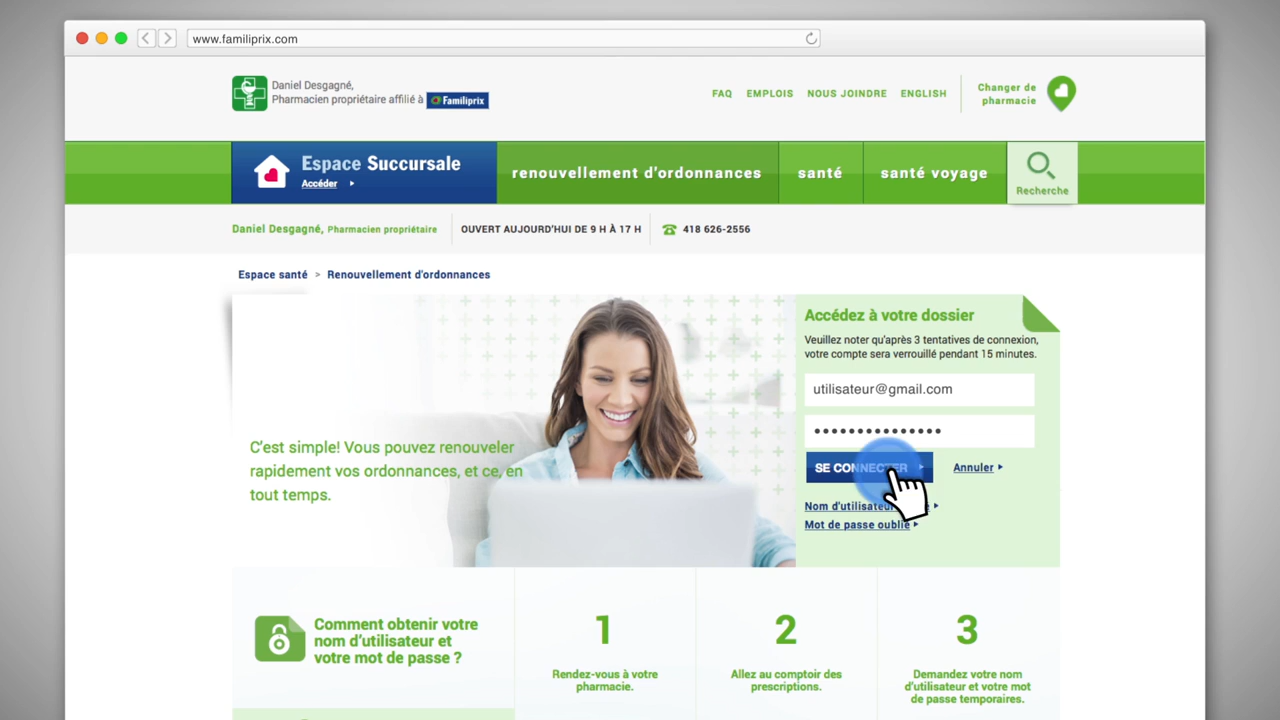 www.familiprix.com
Daniel Desgagné,
Pharmacien propriétaire affilié à Familiprix
FAQ EMPLOIS NOUS JOINDRE ENGLISH
Changer de
pharmacie
Espace Succursale
Accéder
renouvellement d'ordonnances
santé
santé voyage
Recherche
Daniel Desgagné, Pharmacien propriétaire
OUVERT AUJOURD'HUI DE 9 H À 17 H
418 626-2556
Espace santé > Renouvellement d'ordonnances
C'est simple! Vous pouvez renouveler
rapidement vos ordonnances, et ce, en
tout temps.
Accédez à votre dossier
Veuillez noter qu'après 3 tentatives de connexion,
votre compte sera verrouillé pendant 15 minutes.
utilisateur@gmail.com
•••••••••••••••
SE CONNECTER
Annuler
Nom d'utilisateur
Mot de passe oublié
Comment obtenir votre
nom d'utilisateur et
votre mot de passe ?
1
Rendez-vous à votre
pharmacie.
2
Allez au comptoir des
prescriptions.
3
Demandez votre nom
d'utilisateur et votre mot
de passe temporaires.